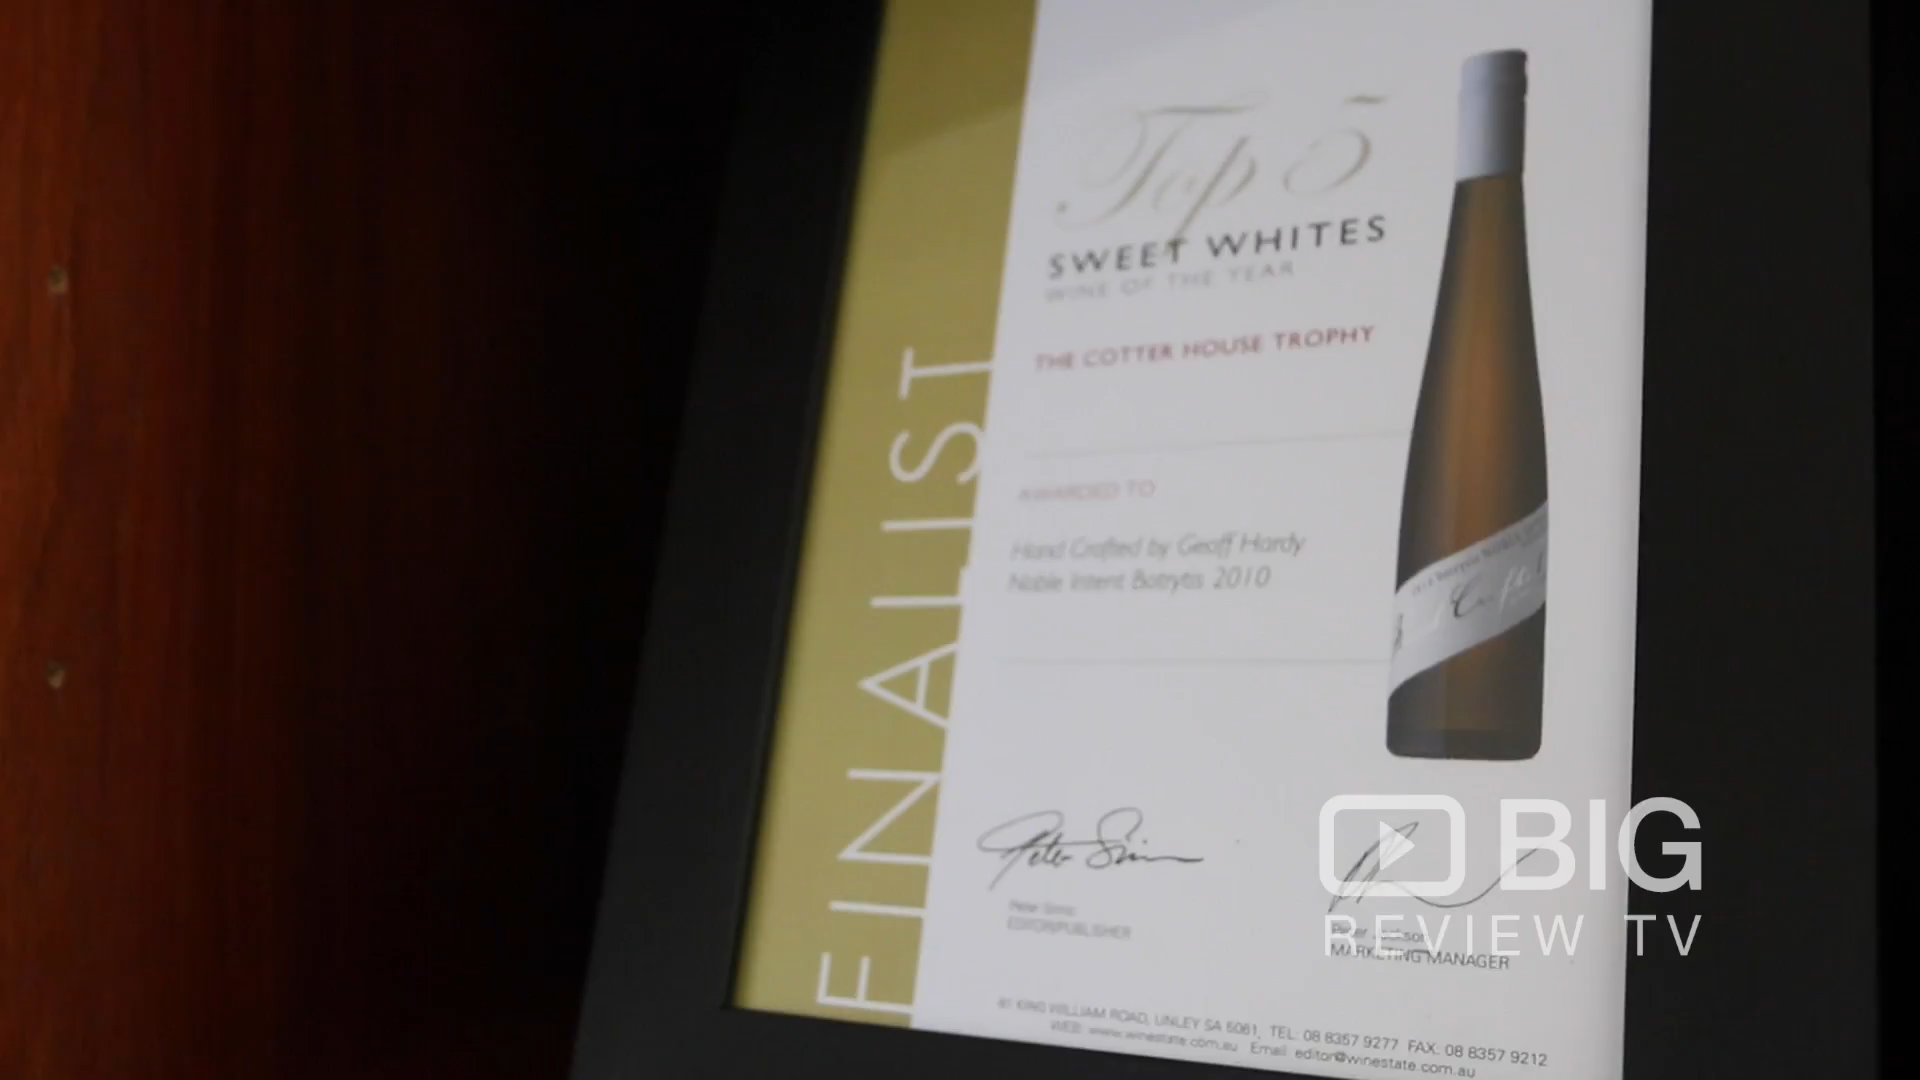 FINALIST
Top 5
SWEET WHITES
WINE OF THE YEAR
THE COTTER HOUSE TROPHY
AWARDED TO
Hand Crafted by Geoff Hardy
Noble Intent Botrytis 2010
Peter Simic
EDITOR/PUBLISHER
Peter Jackson
MARKETING MANAGER
61 KING WILLIAM ROAD, UNLEY SA 5061, TEL: 08 8357 9277 FAX: 08 8357 9212
WEB: www.winestate.com.au Email: editor@winestate.com.au
BIG
REVIEW TV